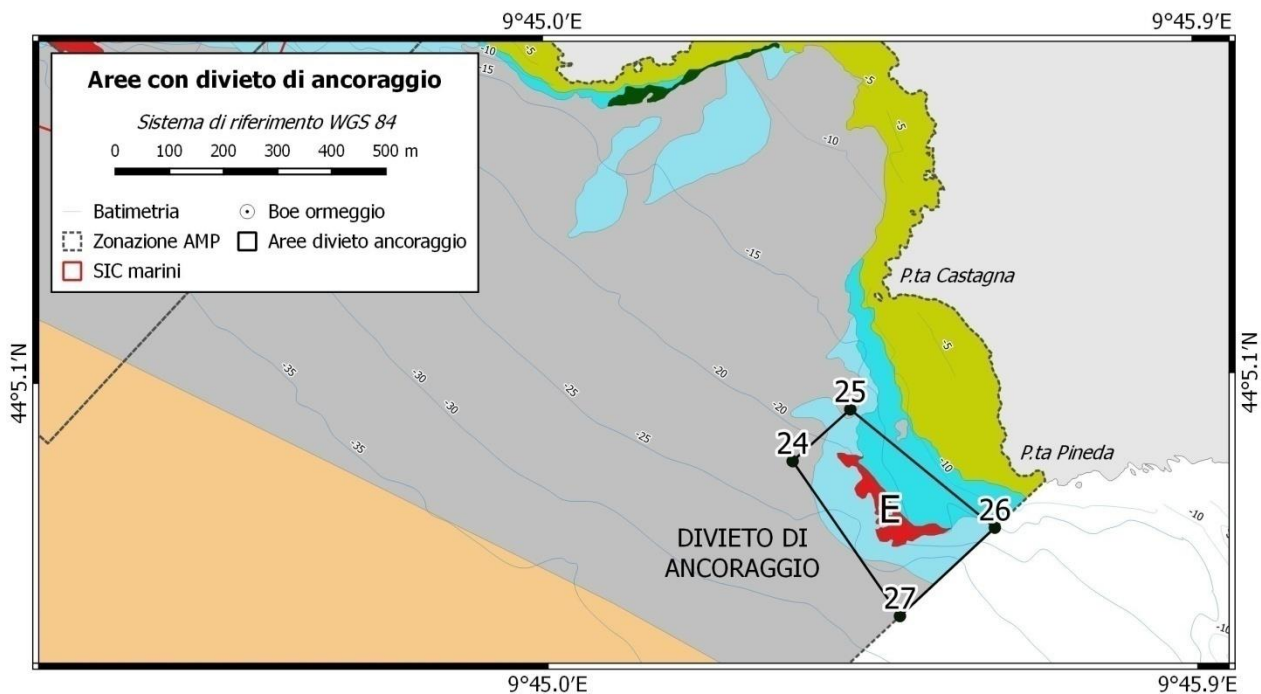 9°45.0'E
9°45.9'E
Aree con divieto di ancoraggio
Sistema di riferimento WGS 84
0 100 200 300 400 500 m
Batimetria
Boe ormeggio
Zonazione AMP
Aree divieto ancoraggio
SIC marini
-10
-5
-15
-5
-5
-10
-15
P.ta Castagna
-5
-20
-35
-30
-25
44°5.1'N
44°5.1'N
25
-20
24
-25
-35
-10
P.ta Pineda
E
26
-10
DIVIETO DI
ANCORAGGIO
27
-10
9°45.0'E
9°45.9'E